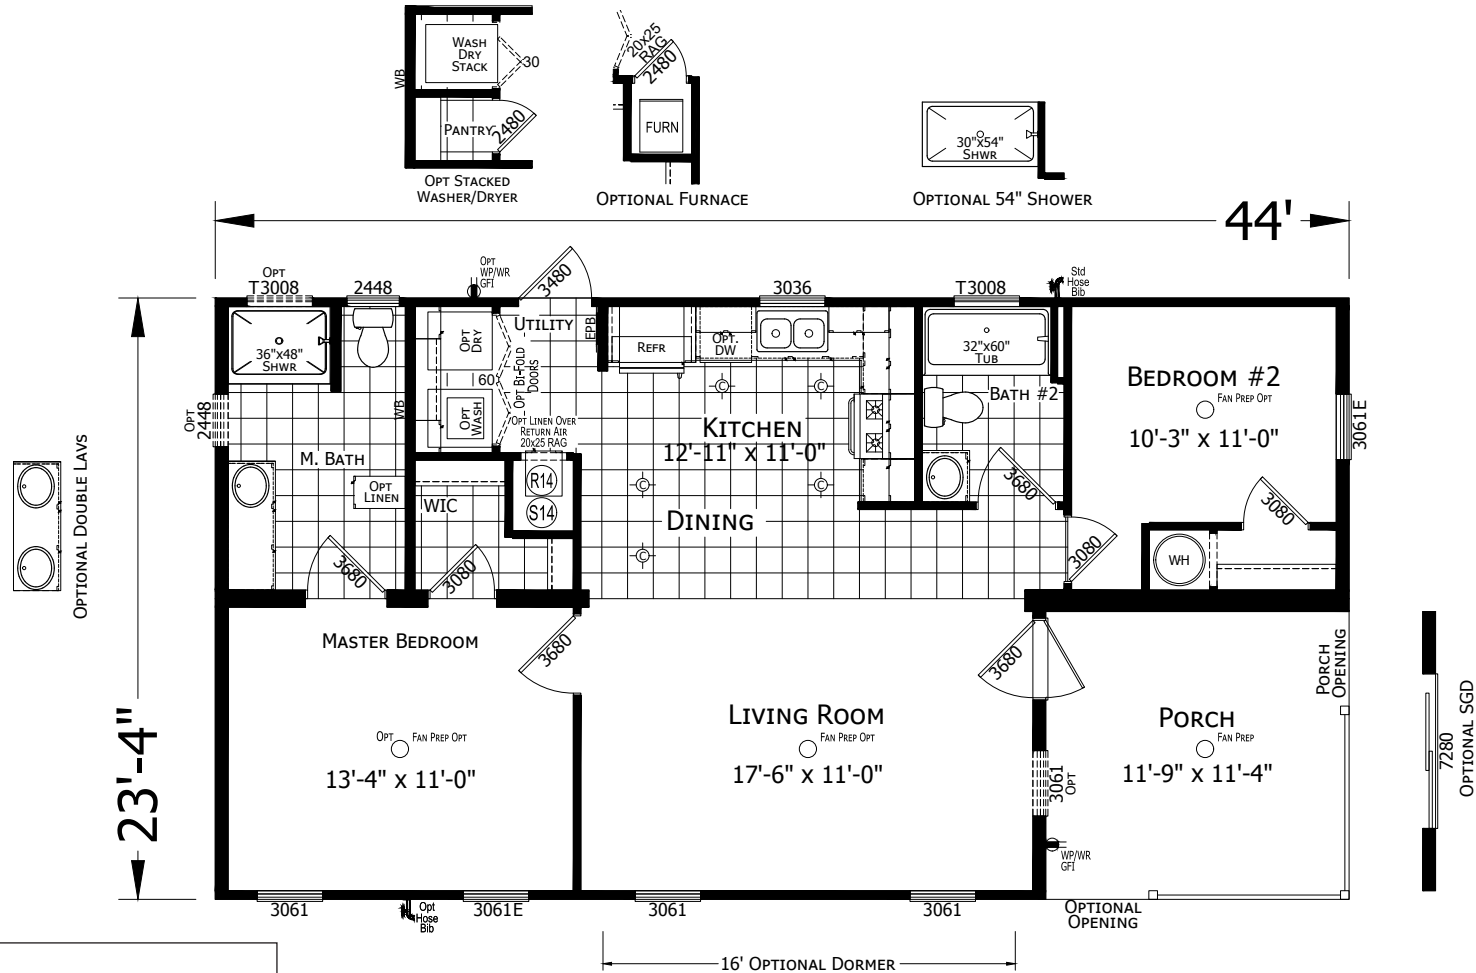 WASH
DRY
STACK
30
WB
PANTRY
2480
OPT STACKED
WASHER/DRYER
20x25
RAG
2480
FURN
OPTIONAL FURNACE
30"x54"
SHWR
OPTIONAL 54" SHOWER
44'
OPT
T3008
2448
OPT
WP/WR
GFI
3480
3036
T3008
Std
Hose
Bib
36"x48"
SHWR
OPT
DRY
UTILITY
EPB
REFR
OPT.
DW
32"x60"
TUB
60
OPT BI-FOLD
DOORS
OPT
WASH
BATH #2
BEDROOM #2
FAN PREP OPT
10'-3" x 11'-0"
3061E
OPT
2448
WB
OPT LINEN OVER
RETURN AIR
20x25 RAG
KITCHEN
12'-11" x 11'-0"
M. BATH
OPT
LINEN
WIC
R14
S14
DINING
3680
3080
3080
WH
OPTIONAL DOUBLE LAVS
3680
3080
MASTER BEDROOM
3680
3680
PORCH
OPENING
LIVING ROOM
PORCH
OPT
FAN PREP OPT
FAN PREP OPT
FAN PREP
13'-4" x 11'-0"
17'-6" x 11'-0"
11'-9" x 11'-4"
3061
OPT
WP/WR
GFI
7280
OPTIONAL SGD
23'-4"
3061
Opt
Hose
Bib
3061E
3061
3061
OPTIONAL
OPENING
16' OPTIONAL DORMER